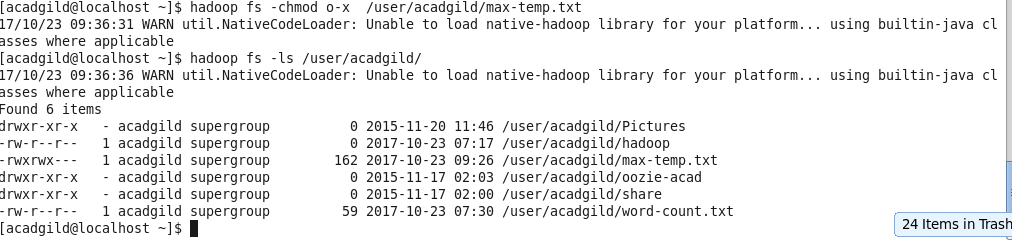 [acadgild@localhost ~]$ hadoop fs -chmod o-x  /user/acadgild/max-temp.txt
17/10/23 09:36:31 WARN util.NativeCodeLoader: Unable to load native-hadoop library for your platform... using builtin-java cl
asses where applicable
[acadgild@localhost ~]$ hadoop fs -ls /user/acadgild/
17/10/23 09:36:36 WARN util.NativeCodeLoader: Unable to load native-hadoop library for your platform... using builtin-java cl
asses where applicable
Found 6 items
drwxr-xr-x   - acadgild supergroup          0 2015-11-20 11:46 /user/acadgild/Pictures
-rw-r--r--   1 acadgild supergroup          0 2017-10-23 07:17 /user/acadgild/hadoop
-rwxrwx---   1 acadgild supergroup        162 2017-10-23 09:26 /user/acadgild/max-temp.txt
drwxr-xr-x   - acadgild supergroup          0 2015-11-17 02:03 /user/acadgild/oozie-acad
drwxr-xr-x   - acadgild supergroup          0 2015-11-17 02:00 /user/acadgild/share
-rw-r--r--   1 acadgild supergroup         59 2017-10-23 07:30 /user/acadgild/word-count.txt
[acadgild@localhost ~]$
24 Items in Trash